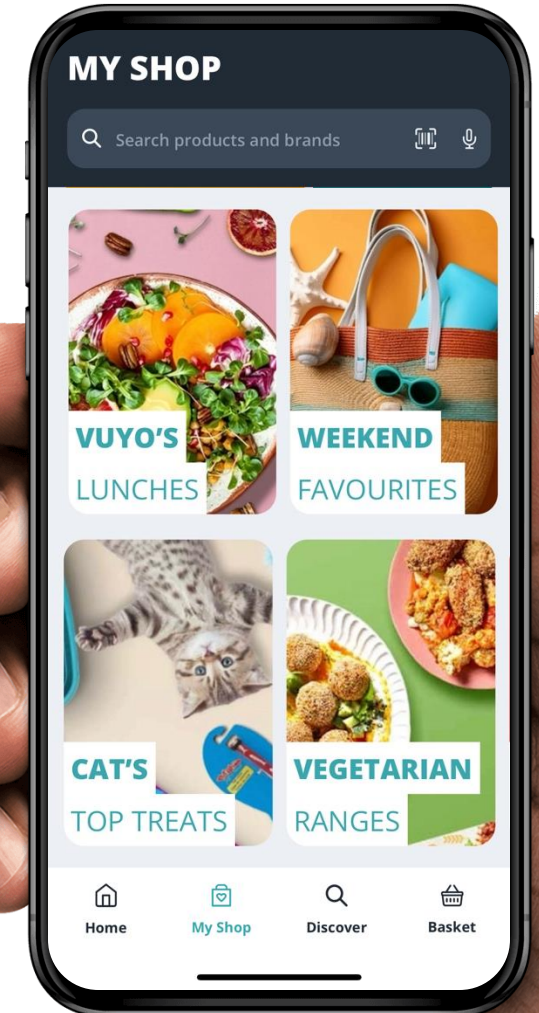 MY SHOP
Search products and brands
VUYO'S
LUNCHES
WEEKEND
FAVOURITES
CAT'S
TOP TREATS
VEGETARIAN
RANGES
Home
My Shop
Discover
Basket